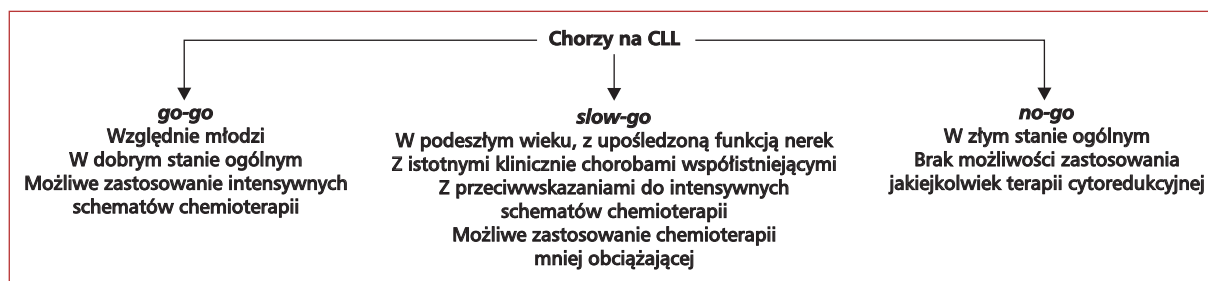 Chorzy na CLL
go-go
Względnie młodzi
W dobrym stanie ogólnym
Możliwe zastosowanie intensywnych
schematów chemioterapii
slow-go
W podeszłym wieku, z upośledzoną funkcją nerek
Z istotnymi klinicznie chorobami współistniejącymi
Z przeciwwskazaniami do intensywnych
schematów chemioterapii
Możliwe zastosowanie chemioterapii
mniej obciążającej
no-go
W złym stanie ogólnym
Brak możliwości zastosowania
jakiejkolwiek terapii cytoredukcyjnej